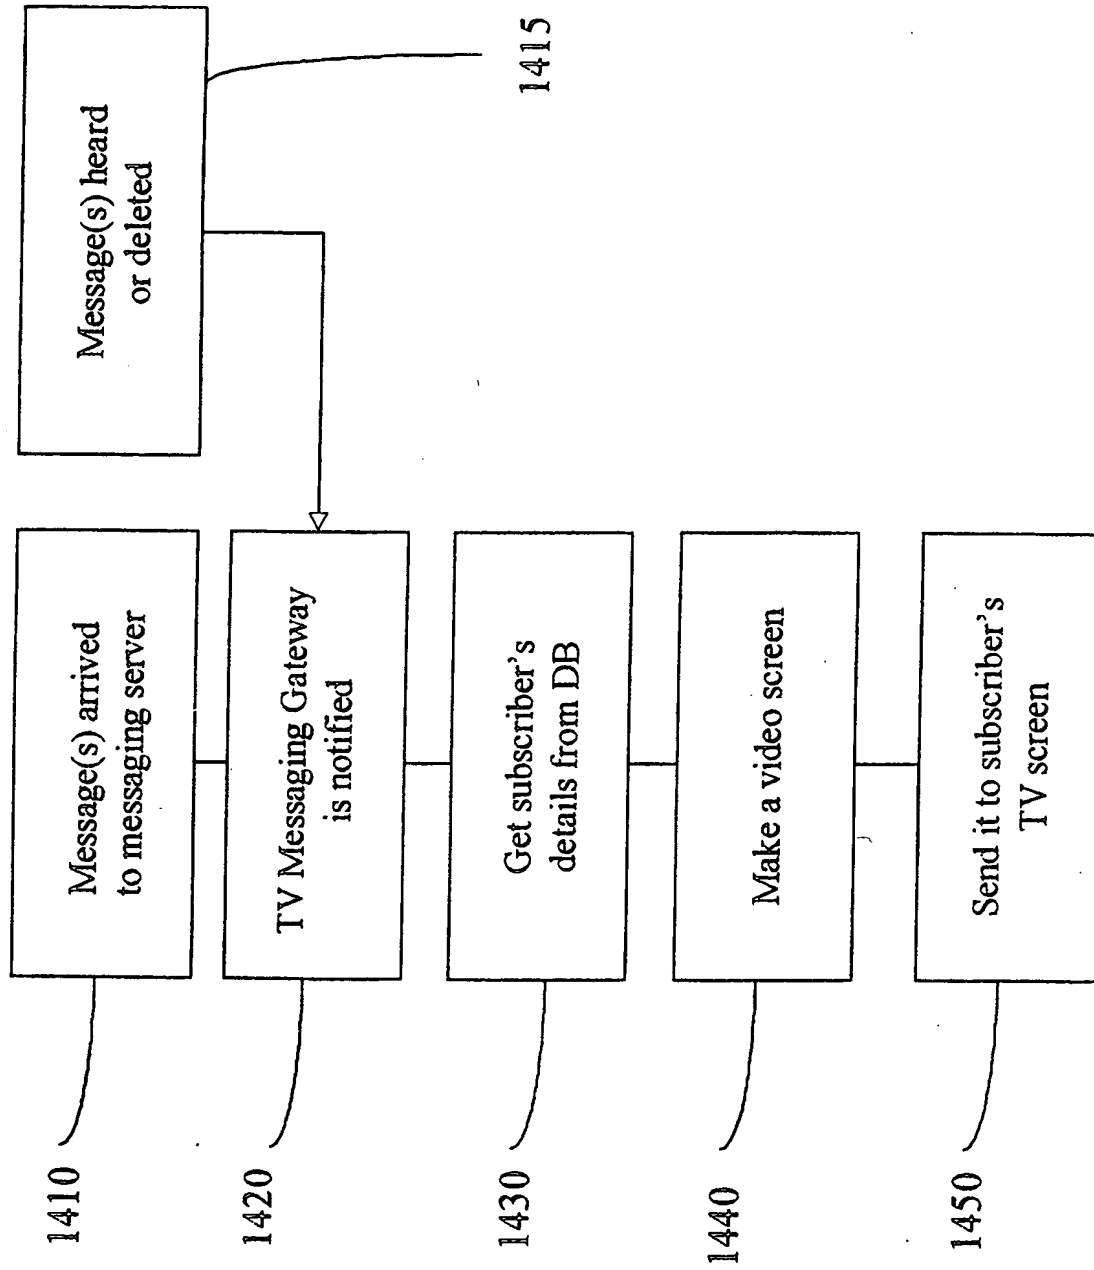 1410
Message(s) arrived
to messaging server
Message(s) heard
or deleted
1415
1420
TV Messaging Gateway
is notified
1430
Get subscriber's
details from DB
1440
Make a video screen
1450
Send it to subscriber's
TV screen